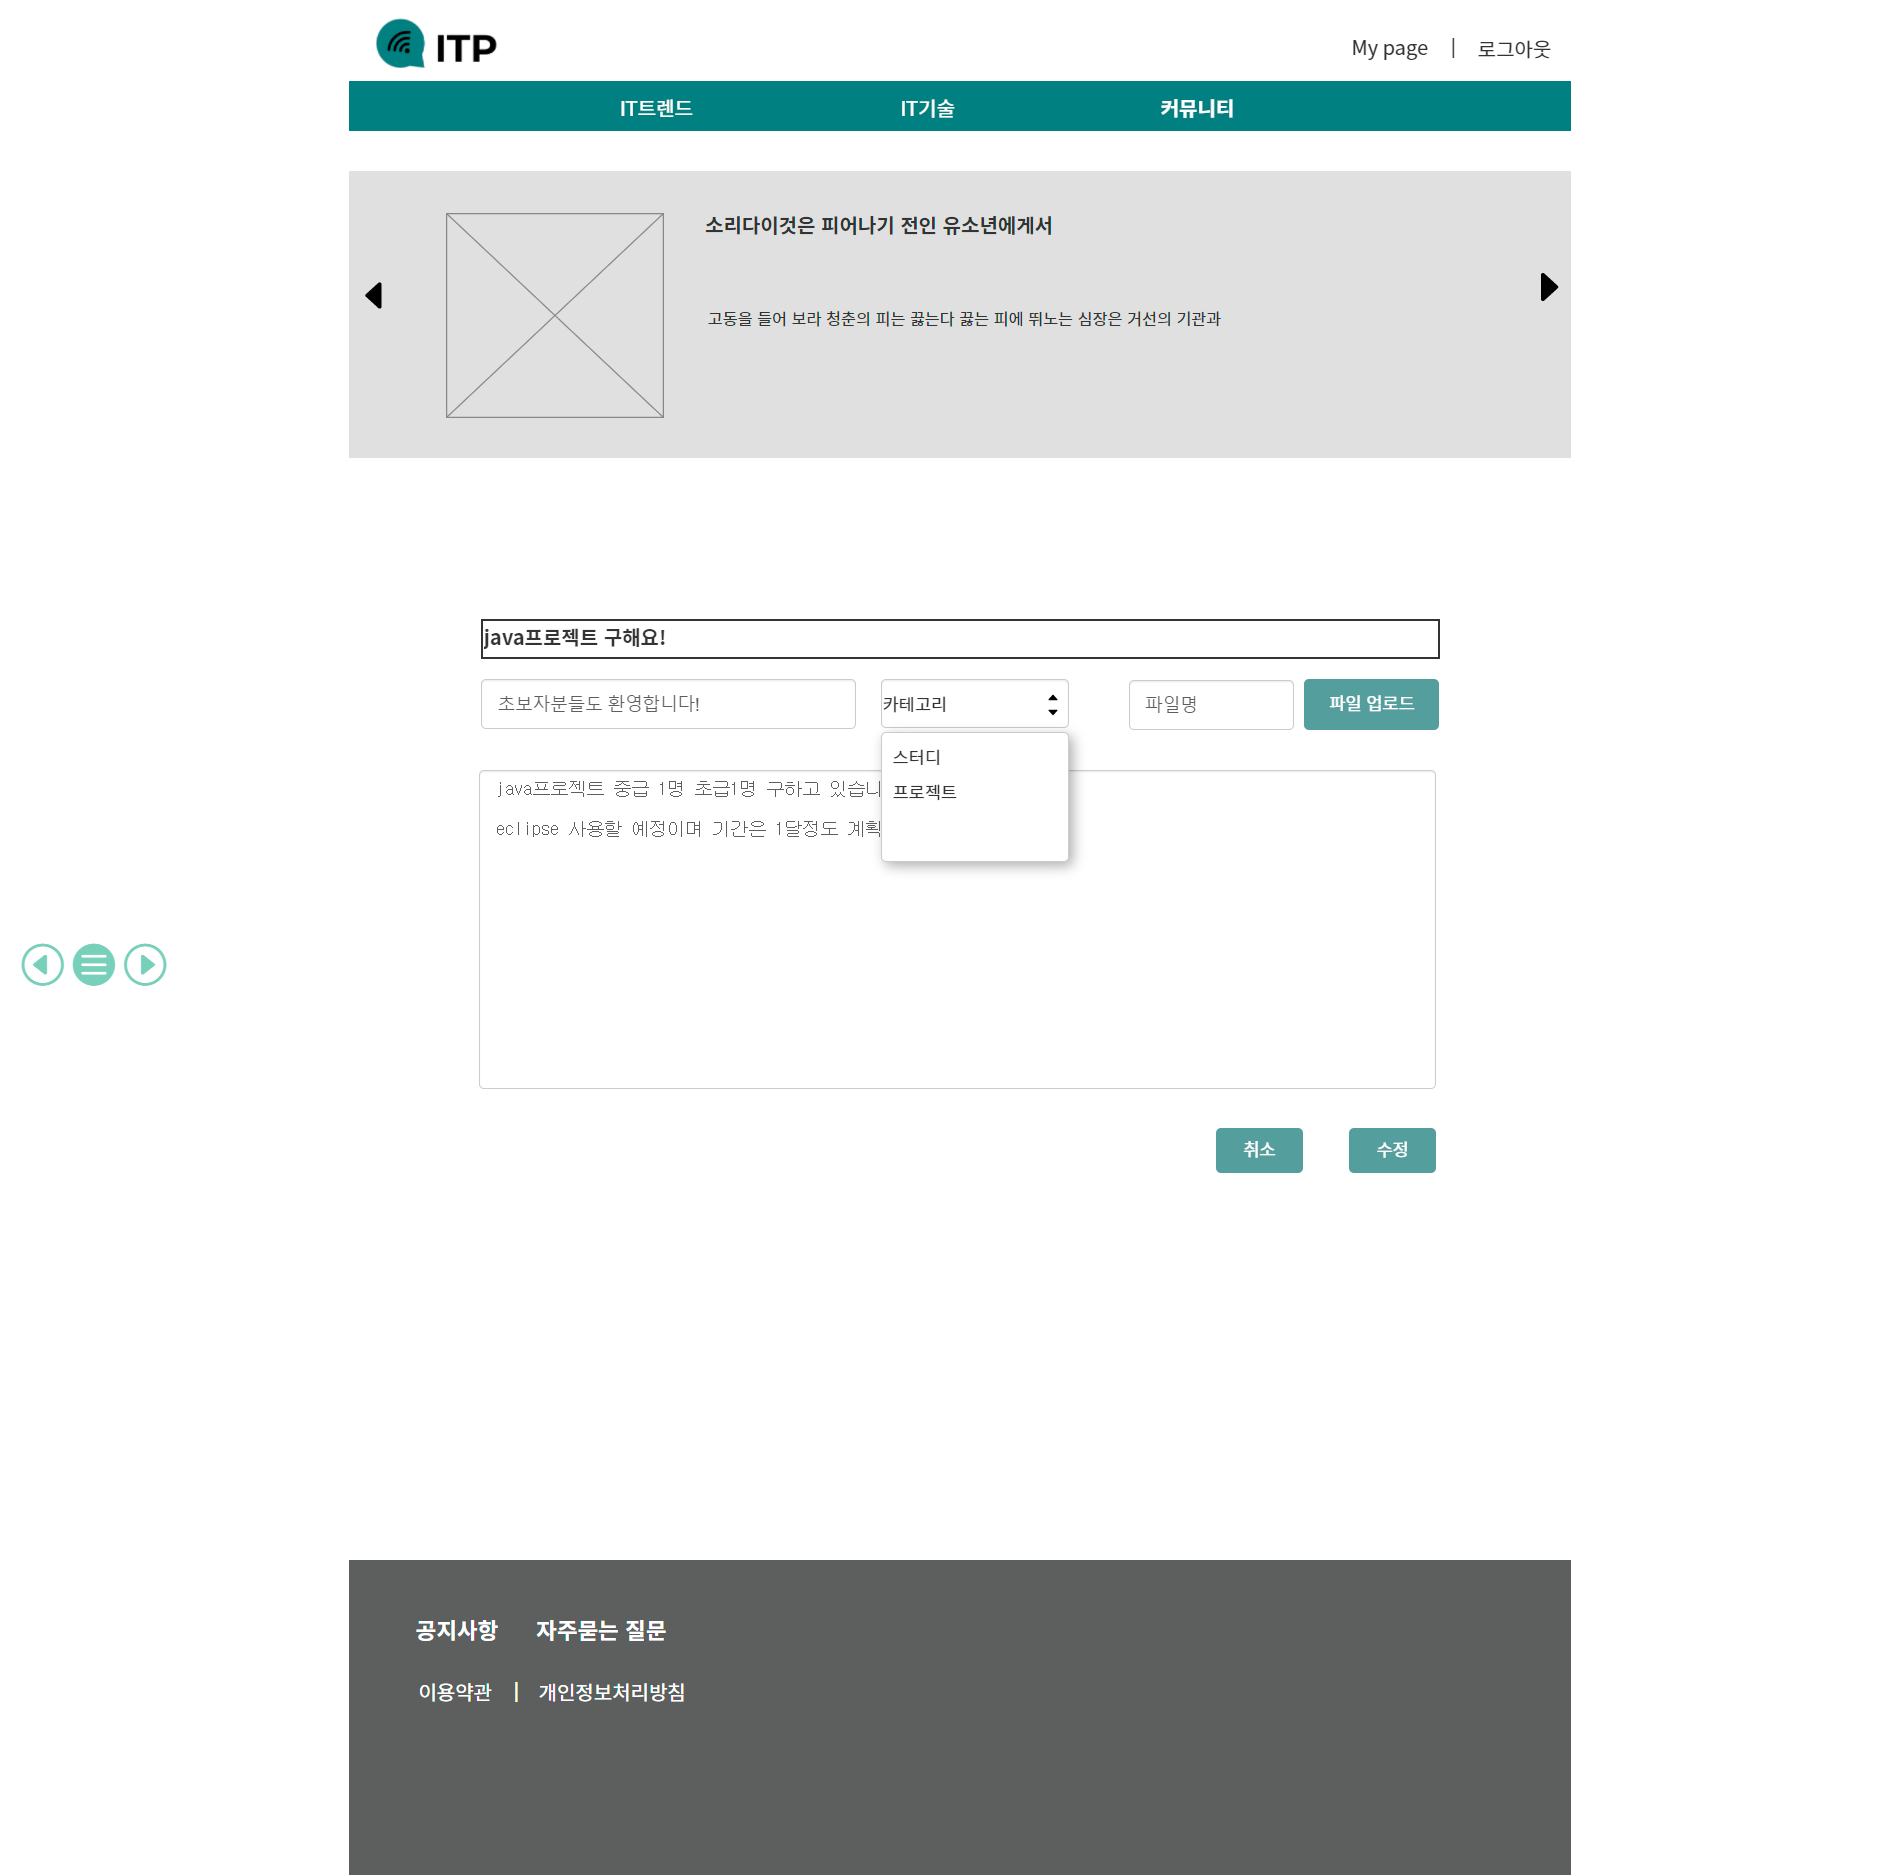 ITP
My page | 로그아웃
IT트렌드 IT기술 커뮤니티
소리다이것은 피어나기 전인 유소년에게서
고동을 들어 보라 청춘의 피는 끓는다 끓는 피에 뛰노는 심장은 거선의 기관과
java프로젝트 구해요!
초보자분들도 환영합니다! 카테고리 파일명 파일 업로드
스터디
프로젝트
java프로젝트 중급 1명 초급1명 구하고 있습니
eclipse 사용할 예정이며 기간은 1달정도 계획
취소 수정
공지사항 자주묻는 질문
이용약관 | 개인정보처리방침